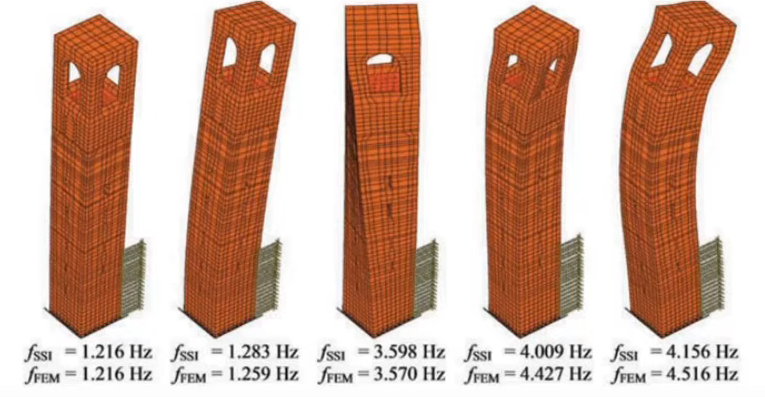 fSSI = 1.216 Hz fSSI = 1.283 Hz fSSI = 3.598 Hz fSSI = 4.009 Hz fSSI = 4.156 Hz
fFEM = 1.216 Hz fFEM = 1.259 Hz fFEM = 3.570 Hz fFEM = 4.427 Hz fFEM = 4.516 Hz